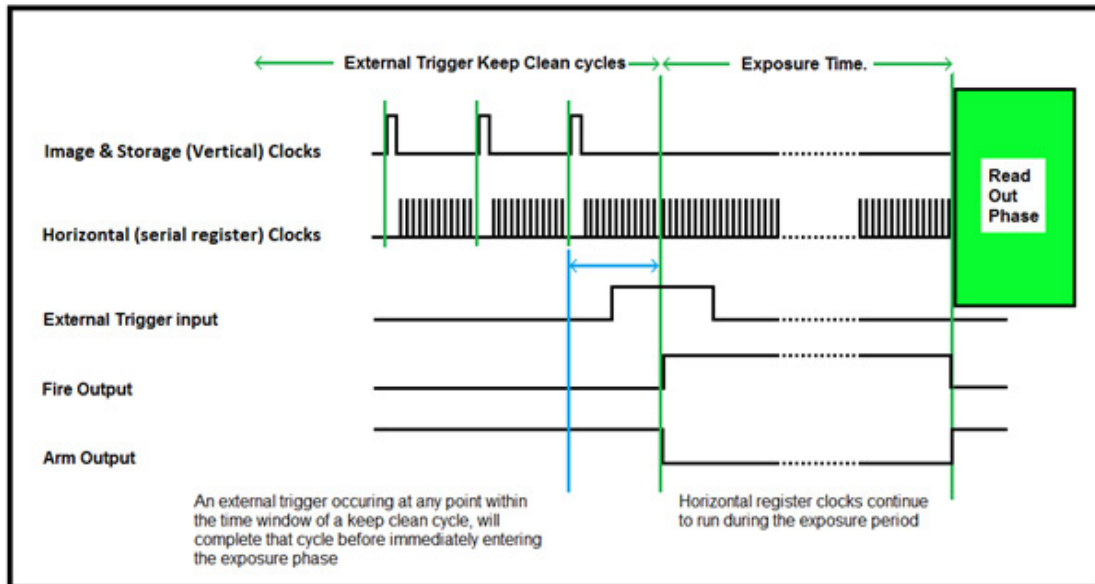 External Trigger Keep Clean cycles
Exposure Time.
Image & Storage (Vertical) Clocks
Read
Out
Phase
Horizontal (serial register) Clocks
External Trigger input
Fire Output
Arm Output
An external trigger occuring at any point within
the time window of a keep clean cycle, will
complete that cycle before immediately entering
the exposure phase
Horizontal register clocks continue
to run during the exposure period